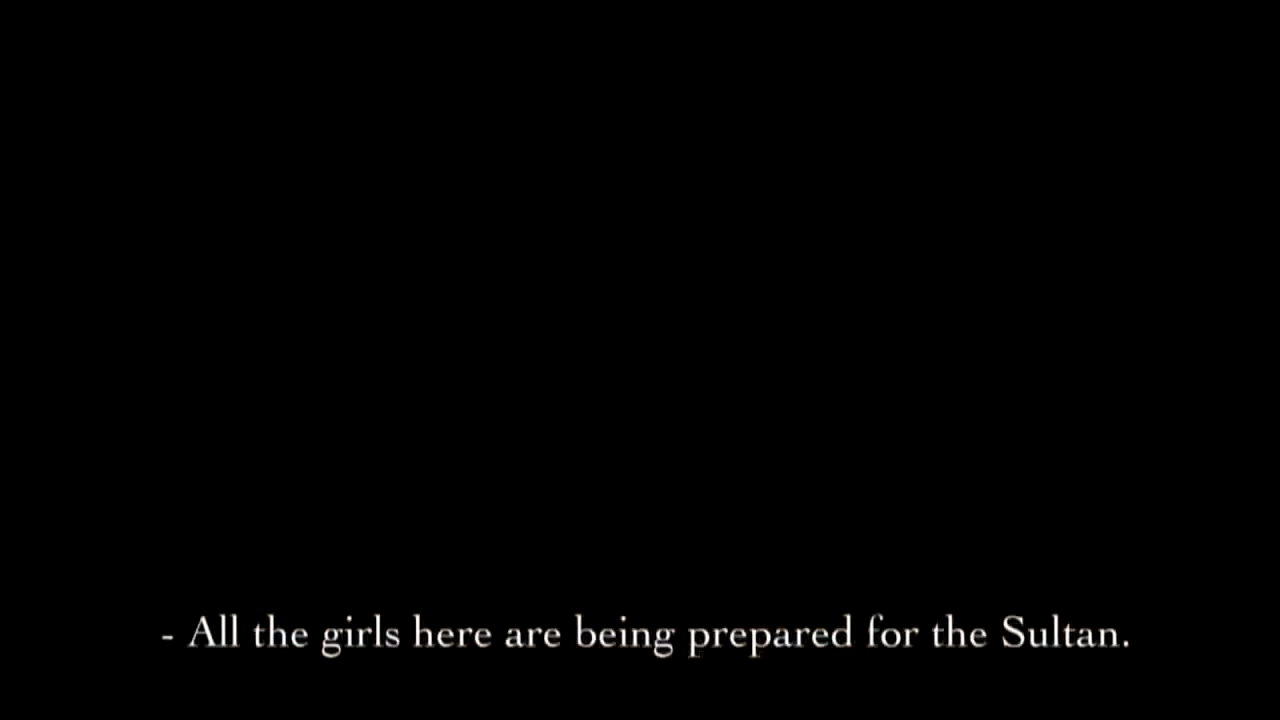 - All the girls here are being prepared for the Sultan.